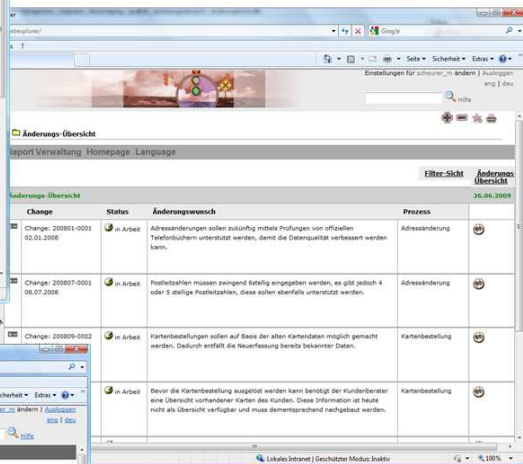 er
ebexplorer/
Google
s ?
Seite Sicherheit Extras
Einstellungen für scheurer_m ändern | Ausloggen
eng | deu
Hilfe
Änderungs-Übersicht
Report Verwaltung Homepage Language
Filter-Sicht Änderungs Übersicht
Änderungs-Übersicht 26.06.2009
Change Status Änderungswunsch Prozess
Change: 200801-0001 in Arbeit Adressänderungen sollen zukünftig mittels Prüfungen von offiziellen Adressänderung
02.01.2008 Telefonbüchern unterstützt werden, damit die Datenqualität verbessert werden
kann.
Change: 200807-0001 in Arbeit Postleitzahlen müssen zwingend 6stellig eingegeben werden, es gibt jedoch 4 Adressänderung
08.07.2008 oder 5 stellige Postleitzahlen, diese sollen ebenfalls unterstützt werden.
Change: 200809-0002 in Arbeit Kartenbestellungen sollen auf Basis der alten Kartendaten möglich gemacht Kartenbestellung
werden. Dadurch entfällt die Neuerfassung bereits bekannter Daten.
in Arbeit Bevor die Kartenbestellung ausgelöst werden kann benötigt der Kundenberater Kartenbestellung
eine Übersicht vorhandener Karten des Kunden. Diese Information ist heute
nicht als Übersicht verfügbar und muss dementsprechend nachgebaut werden.
cherheit Extras
er_m ändern | Ausloggen
eng | deu
Hilfe
Lokales Intranet | Geschützter Modus: Inaktiv 100%